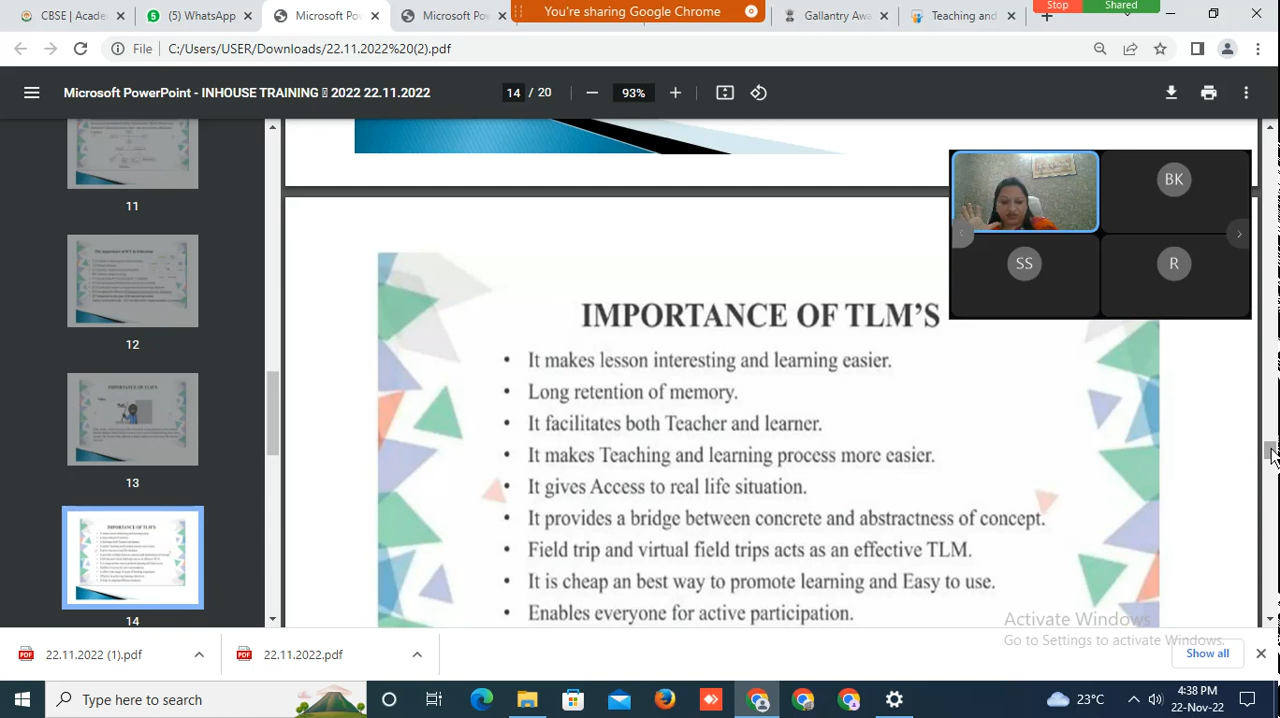 CBSE | Acade
(5) WhatsApp
Microsoft Po
Microsoft Po
You're sharing Google Chrome
Gallantry Awa
Teaching and
Stop
Shared
File
C:/Users/USER/Downloads/22.11.2022%20(2).pdf
Microsoft PowerPoint - INHOUSE TRAINING 2022 22.11.2022
14 / 20
93%
11
12
IMPORTANCE OF TLM'S
13
IMPORTANCE OF TLM'S
14
BK
SS
R
IMPORTANCE OF TLM'S
• It makes lesson interesting and learning easier.
• Long retention of memory.
• It facilitates both Teacher and learner.
• It makes Teaching and learning process more easier.
• It gives Access to real life situation.
• It provides a bridge between concrete and abstractness of concept.
• Field trip and virtual field trips acts as an effective TLM.
• It is cheap an best way to promote learning and Easy to use.
• Enables everyone for active participation.
Activate Windows
Go to Settings to activate Windows.
22.11.2022 (1).pdf
22.11.2022.pdf
Show all
Type here to search
23°C
4:38 PM
22-Nov-22